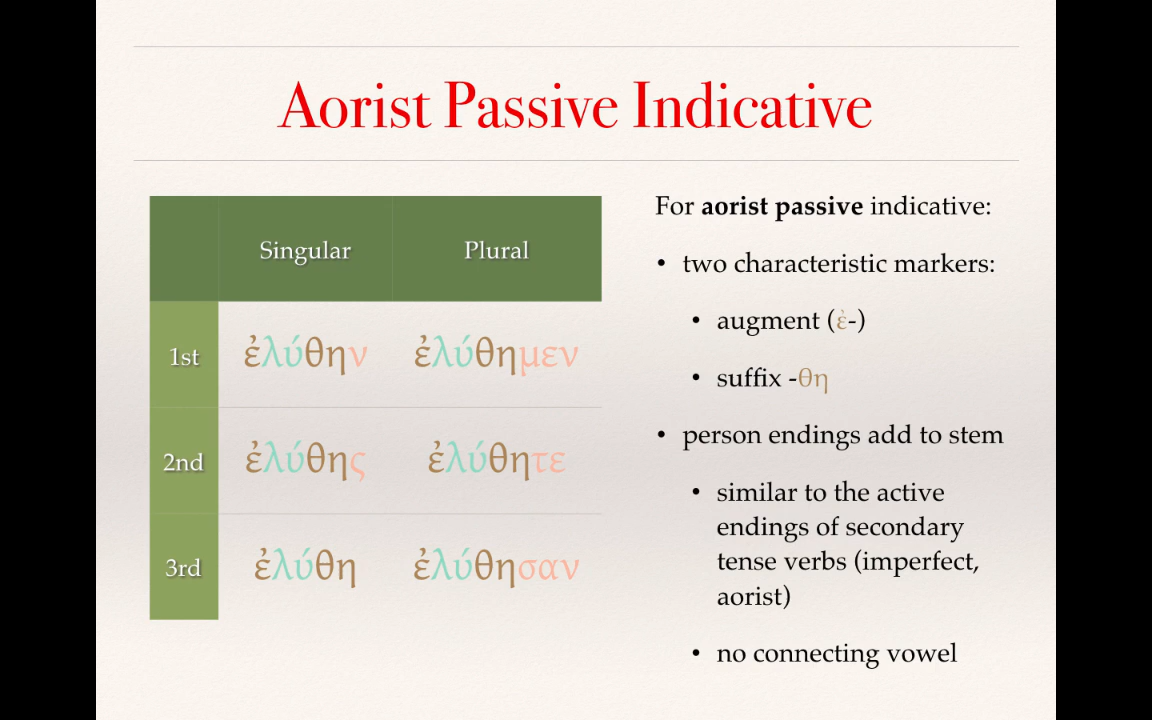 Aorist Passive Indicative
Singular Plural
1st ἐλύθην ἐλύθημεν
2nd ἐλύθης ἐλύθητε
3rd ἐλύθη ἐλύθησαν
For aorist passive indicative:
• two characteristic markers:
• augment (ἐ-)
• suffix -θη
• person endings add to stem
• similar to the active
endings of secondary
tense verbs (imperfect,
aorist)
• no connecting vowel